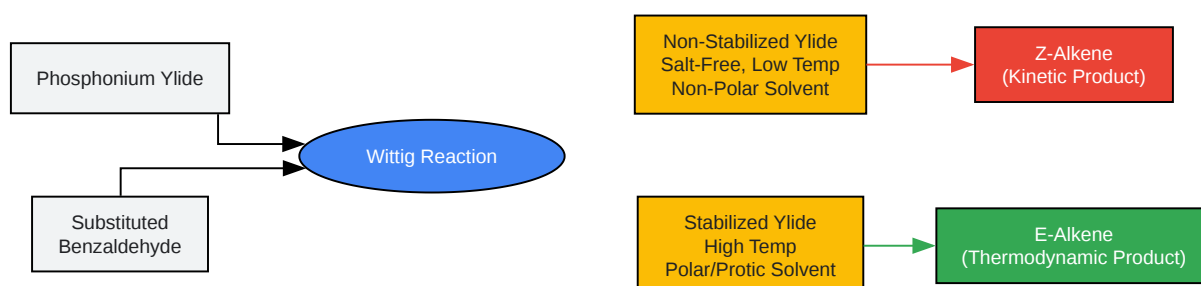 Phosphonium Ylide
Substituted
Benzaldehyde
Wittig Reaction
Non-Stabilized Ylide
Salt-Free, Low Temp
Non-Polar Solvent
Z-Alkene
(Kinetic Product)
Stabilized Ylide
High Temp
Polar/Protic Solvent
E-Alkene
(Thermodynamic Product)